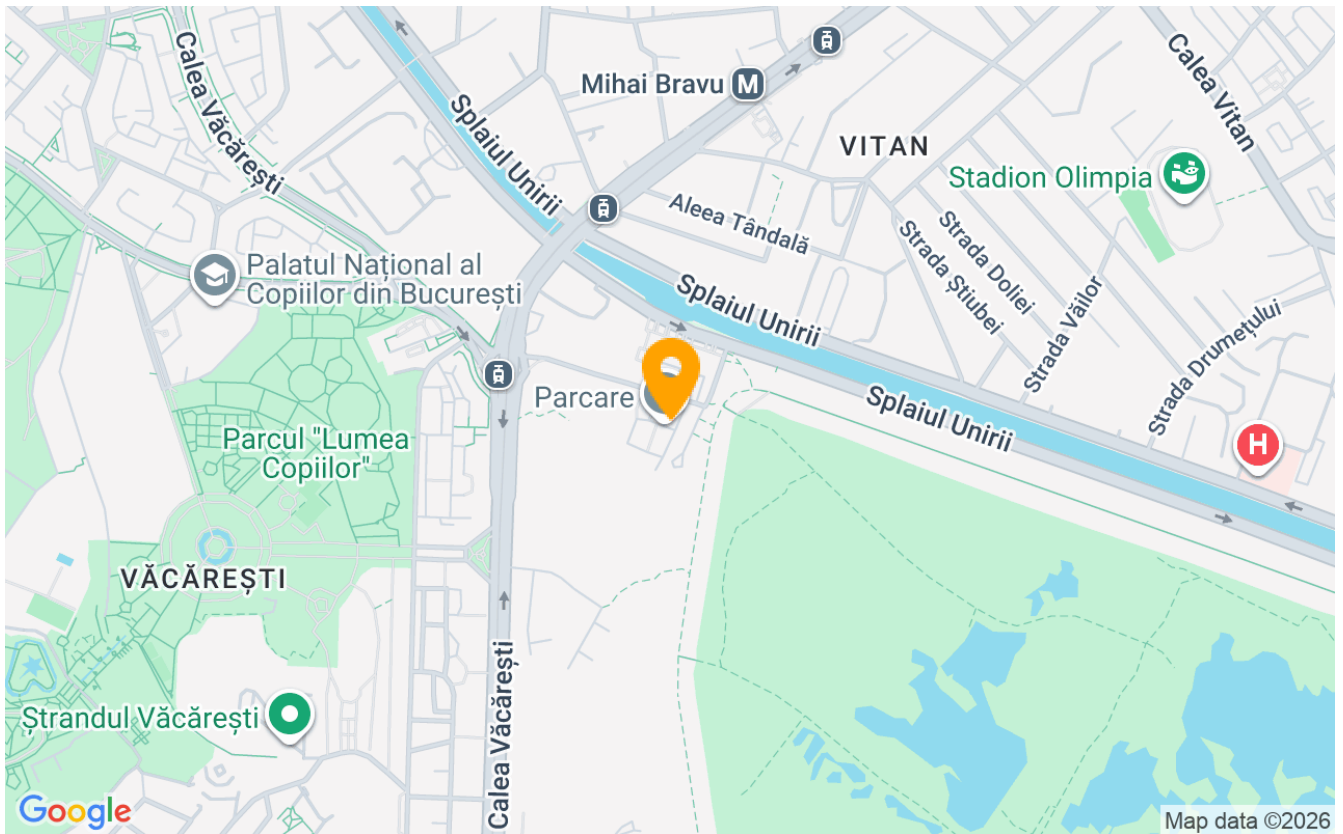 Calea Văcărești
Splaiul Unirii
Mihai Bravu M
VITAN
Calea Vitan
Stadion Olimpia
Aleea Tândală
Strada Știubei
Strada Doliei
Strada Văilor
Strada Drumețului
Palatul Național al
Copiilor din București
Splaiul Unirii
Parcare
Splaiul Unirii
H
Parcul "Lumea
Copiilor"
VĂCĂREȘTI
Ștrandul Văcărești
Calea Văcărești
Google
Map data ©2026